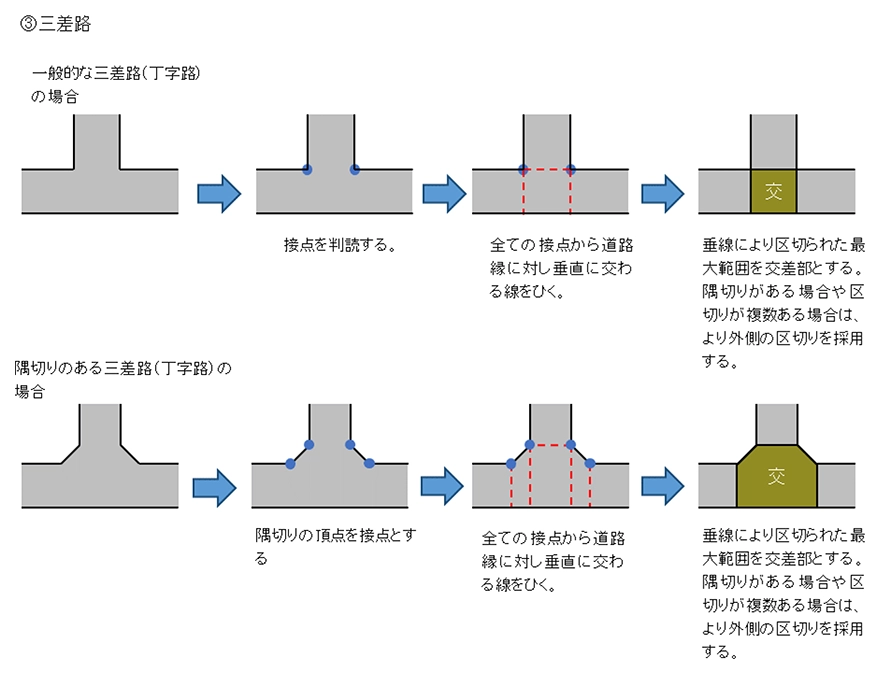 ③三差路
一般的な三差路(丁字路)
の場合
交
接点を判読する。
全ての接点から道路
縁に対し垂直に交わ
る線をひく。
垂線により区切られた最
大範囲を交差部とする。
隅切りがある場合や区
切りが複数ある場合は、
より外側の区切りを採用
する。
隅切りのある三差路(丁字路)の
場合
交
隅切りの頂点を接点とす
る
全ての接点から道路
縁に対し垂直に交わ
る線をひく。
垂線により区切られた最
大範囲を交差部とする。
隅切りがある場合や区
切りが複数ある場合は、
より外側の区切りを採用
する。